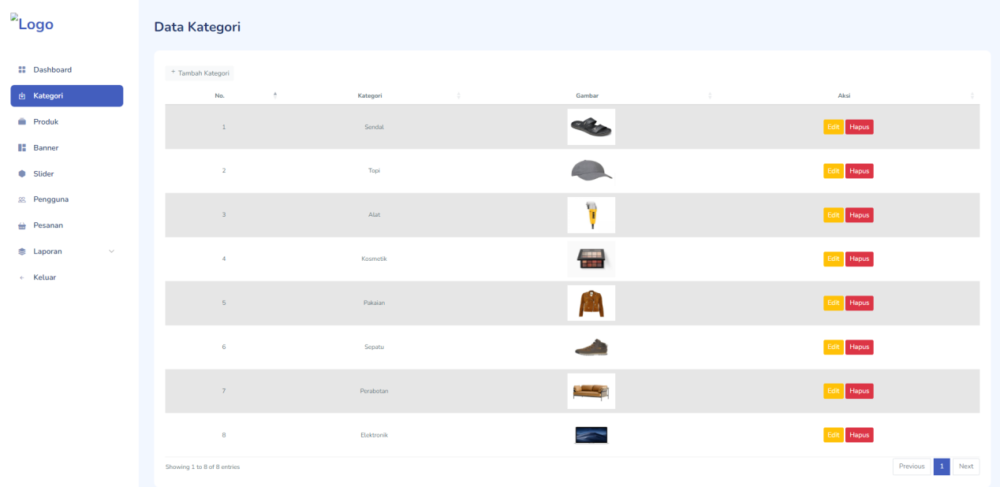 Logo
Data Kategori
Dashboard
Kategori
Produk
Banner
Slider
Pengguna
Pesanan
Laporan
Keluar
+ Tambah Kategori
No. Kategori Gambar Aksi
1 Sendal Edit Hapus
2 Topi Edit Hapus
3 Alat Edit Hapus
4 Kosmetik Edit Hapus
5 Pakaian Edit Hapus
6 Sepatu Edit Hapus
7 Perabotan Edit Hapus
8 Elektronik Edit Hapus
Showing 1 to 8 of 8 entries
Previous 1 Next